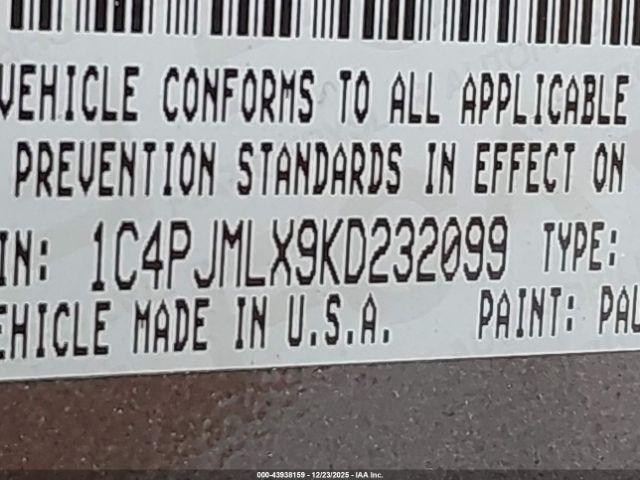 VEHICLE CONFORMS TO ALL APPLICABLE
PREVENTION STANDARDS IN EFFECT ON
IN: 1C4PJMLX9KD232099 TYPE:
EHICLE MADE IN U.S.A. PAINT: PAL
000-43938159 - 12/23/2025 - IAA Inc.